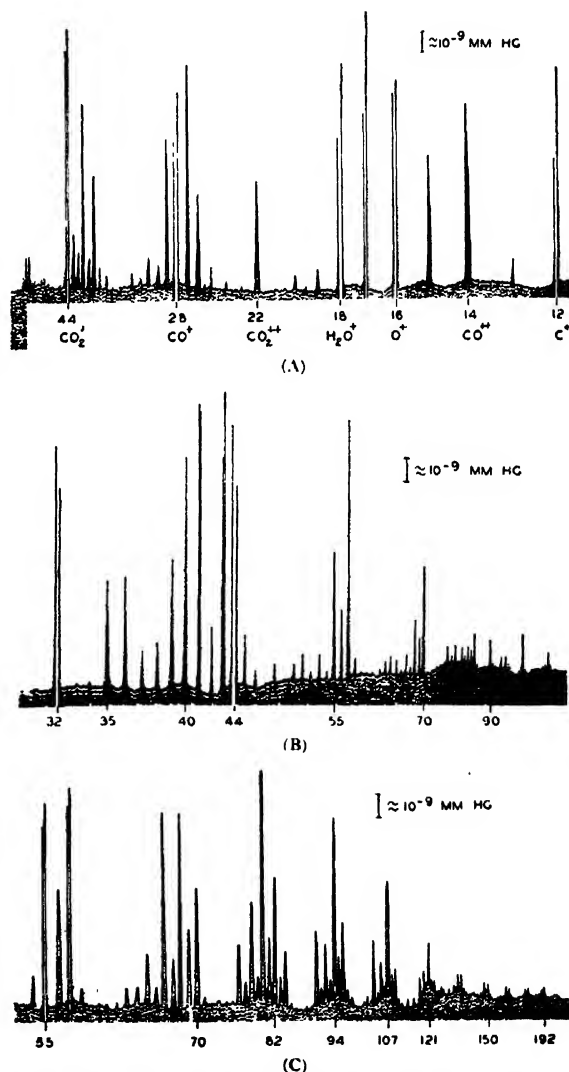 ≈10⁻⁹ MM HG
44 28 22 18 16 14 12
CO₂⁺ CO⁺ CO₂⁺⁺ H₂O⁺ O⁺ CO⁺⁺ C⁺
(A)
≈10⁻⁹ MM HG
32 35 40 44 55 70 90
(B)
≈10⁻⁹ MM HG
55 70 82 94 107 121 150 192
(C)